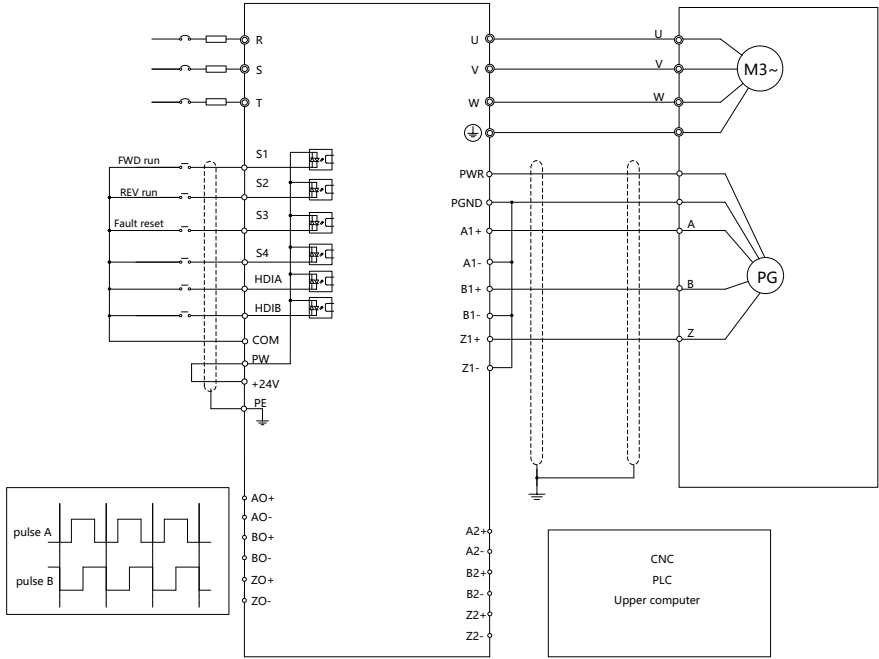 R
S
T
U
V
W
U
V
W
M3~
S1
FWD run
S2
REV run
S3
Fault reset
S4
HDIA
HDIB
COM
PW
+24V
PE
PWR
PGND
A1+
A1-
B1+
B1-
Z1+
Z1-
A
B
Z
PG
AO+
AO-
BO+
BO-
ZO+
ZO-
pulse A
pulse B
A2+
A2-
B2+
B2-
Z2+
Z2-
CNC
PLC
Upper computer